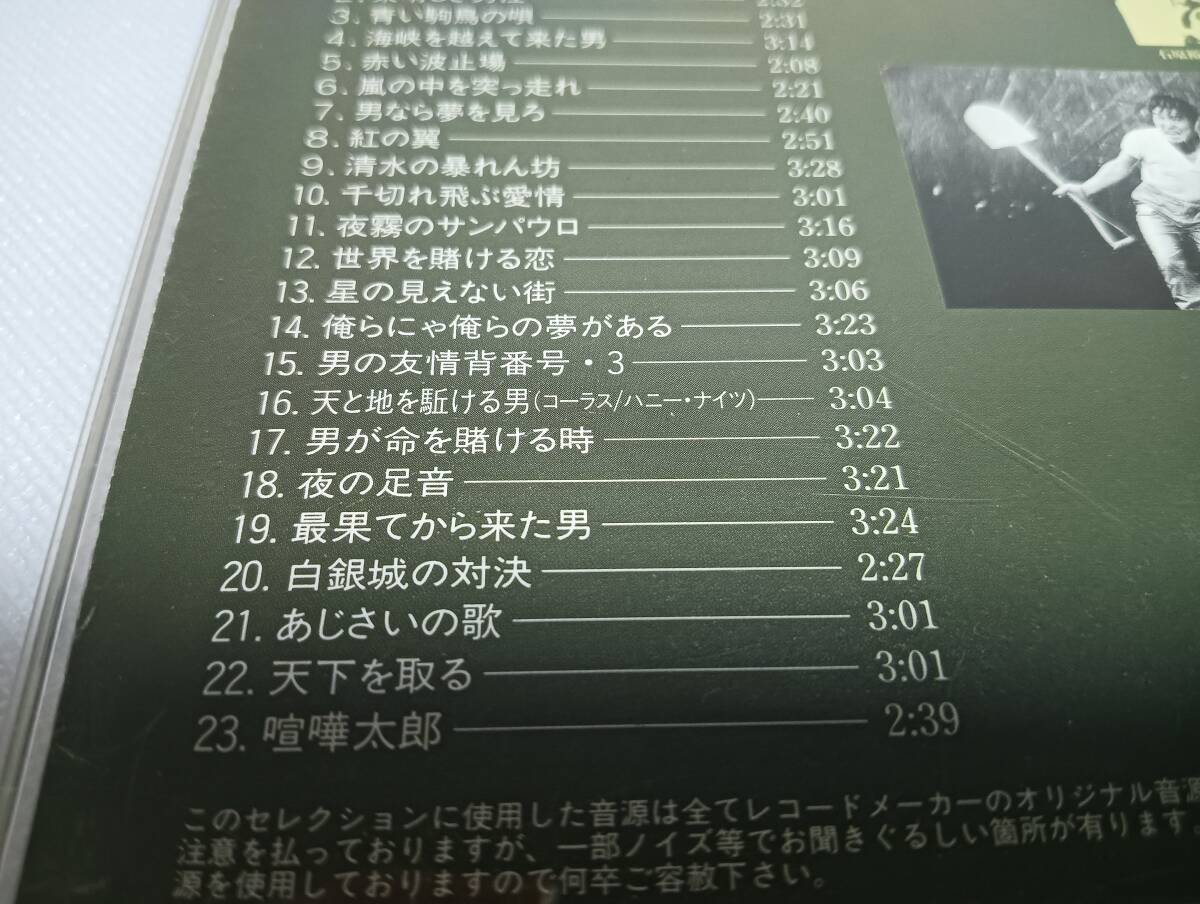 2:32
3. 青い駒鳥の唄 2:31
4. 海峡を越えて来た男 3:14
5. 赤い波止場 2:08
6. 嵐の中を突っ走れ 2:21
7. 男なら夢を見ろ 2:40
8. 紅の翼 2:51
9. 清水の暴れん坊 3:28
10. 千切れ飛ぶ愛情 3:01
11. 夜霧のサンパウロ 3:16
12. 世界を賭ける恋 3:09
13. 星の見えない街 3:06
14. 俺らにゃ俺らの夢がある 3:23
15. 男の友情背番号・3 3:03
16. 天と地を駈ける男(コーラス/ハニー・ナイツ) 3:04
17. 男が命を賭ける時 3:22
18. 夜の足音 3:21
19. 最果てから来た男 3:24
20. 白銀城の対決 2:27
21. あじさいの歌 3:01
22. 天下を取る 3:01
23. 喧嘩太郎 2:39
このセレクションに使用した音源は全てレコードメーカーのオリジナル音源
注意を払っておりますが、一部ノイズ等でお聞きぐるしい箇所が有ります
源を使用しておりますので何卒ご容赦下さい。